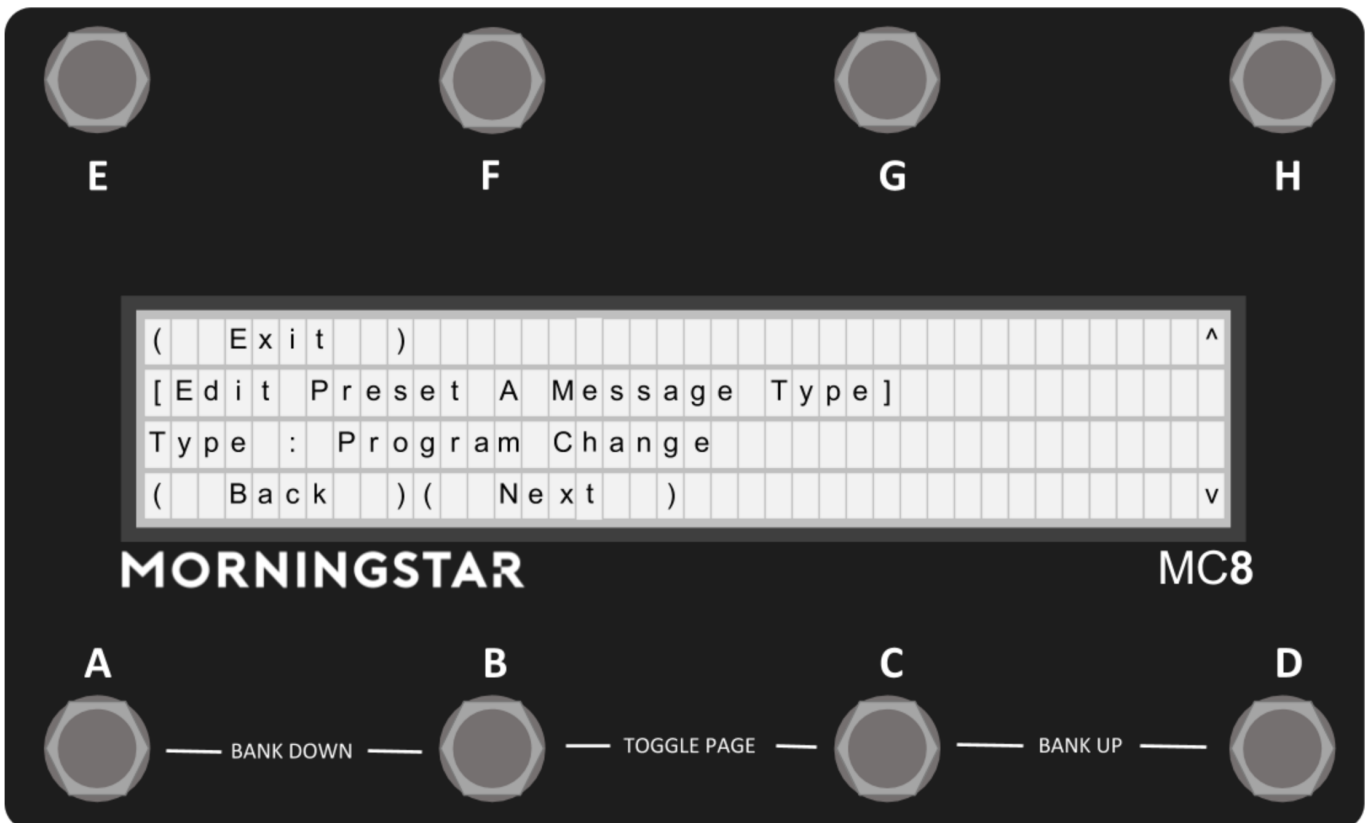 E F G H
( Exit ) ^
[Edit Preset A Message Type]
Type : Program Change
( Back )( Next ) v
MORNINGSTAR MC8
A B C D
BANK DOWN TOGGLE PAGE BANK UP